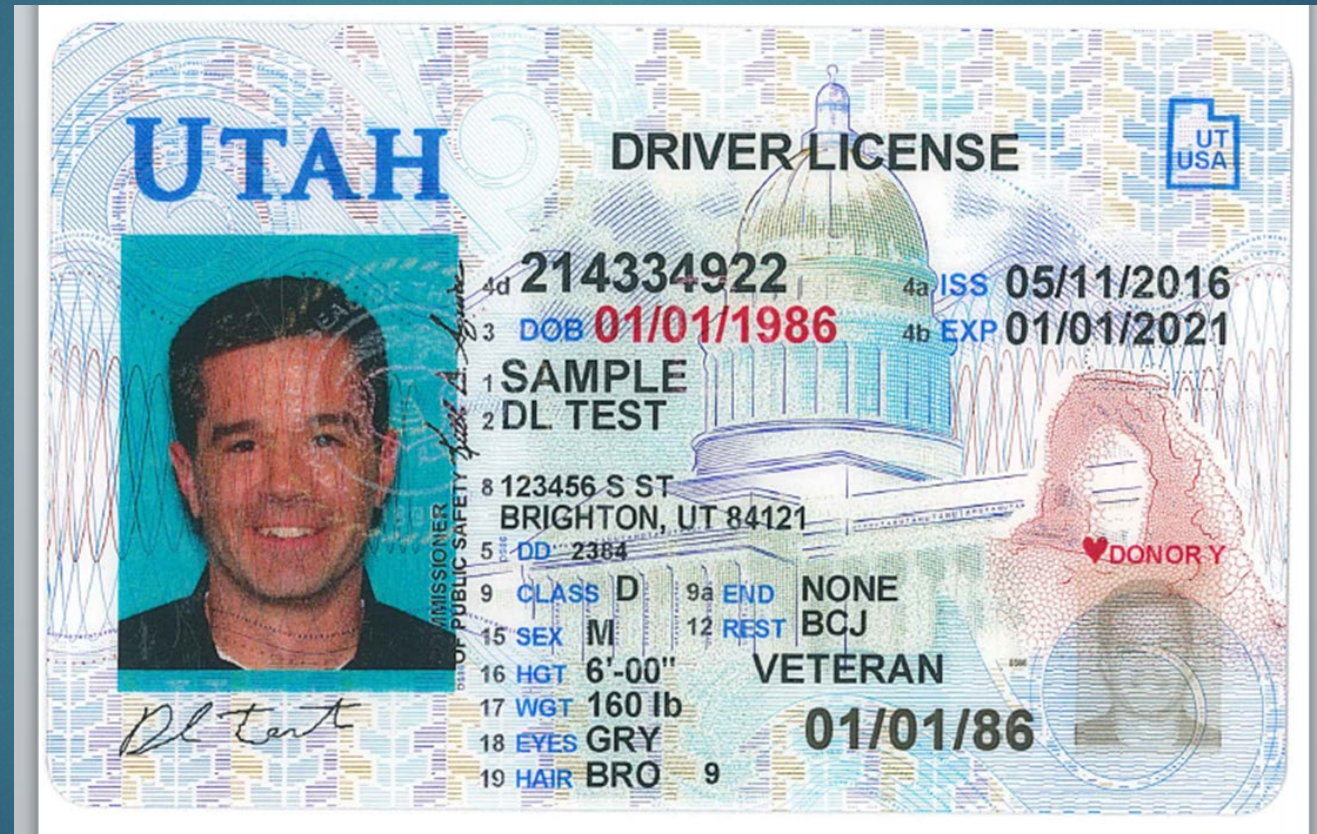 UTAH
DRIVER LICENSE
UT
USA
4d 214334922
4a ISS 05/11/2016
3 DOB 01/01/1986
4b EXP 01/01/2021
1 SAMPLE
2 DL TEST
8 123456 S ST
BRIGHTON, UT 84121
5 DD 2384
DONOR Y
9 CLASS D 9a END NONE
15 SEX M 12 REST BCJ
16 HGT 6'-00" VETERAN
17 WGT 160 lb
18 EYES GRY 01/01/86
19 HAIR BRO 9
Dl Test
MMISSIONER
OF PUBLIC SAFETY